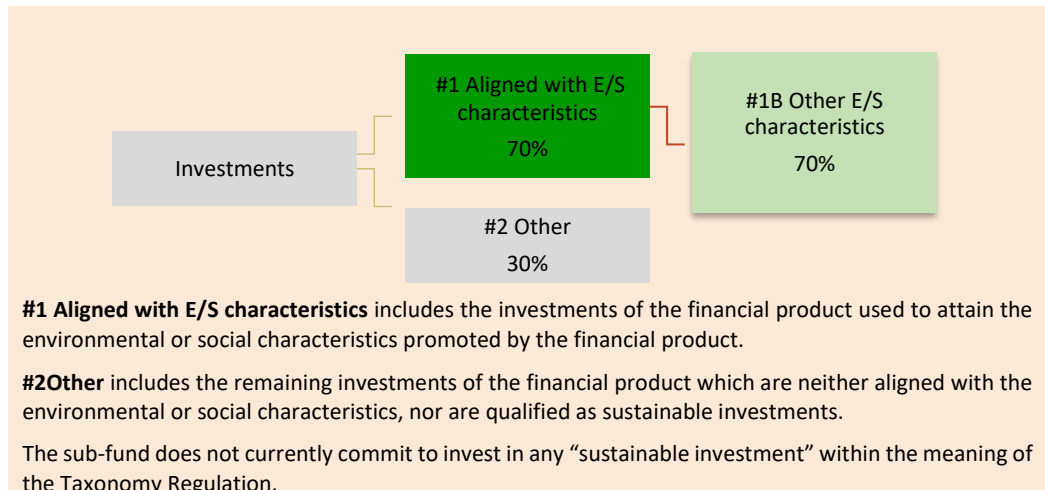 #1 Aligned with E/S
characteristics
70%
#1B Other E/S
characteristics
70%
Investments
#2 Other
30%
#1 Aligned with E/S characteristics includes the investments of the financial product used to attain the
environmental or social characteristics promoted by the financial product.
#2Other includes the remaining investments of the financial product which are neither aligned with the
environmental or social characteristics, nor are qualified as sustainable investments.
The sub-fund does not currently commit to invest in any “sustainable investment” within the meaning of
the Taxonomy Regulation.